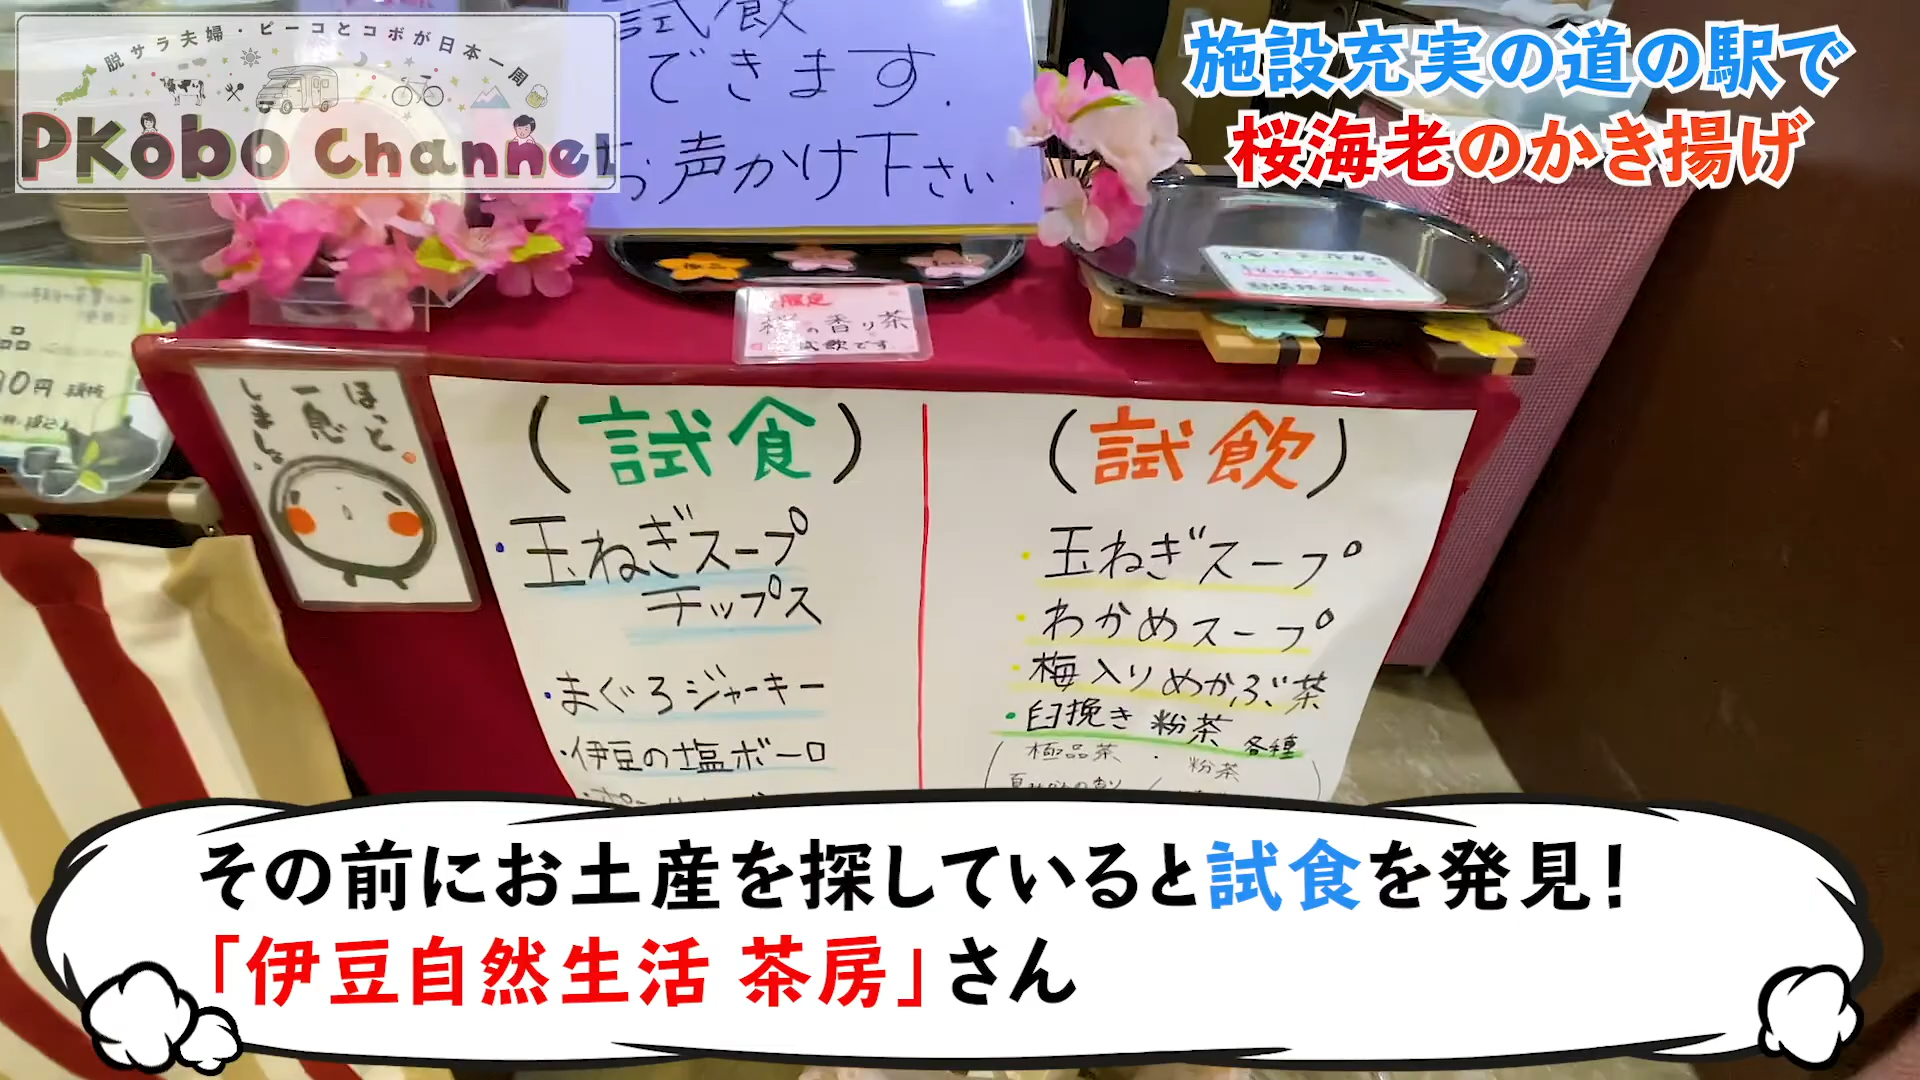 脱サラ夫婦・ピーコとコボが日本一周
PKobo Channel
施設充実の道の駅で
桜海老のかき揚げ
試飲
できます.
お声かけ下さい.
限定
桜の香り茶
試飲です
0円
ほっと
一息
しましょ。
(試食)
・玉ねぎスープ
チップス
・まぐろジャーキー
・伊豆の塩ボーロ
(試飲)
・玉ねぎスープ
・わかめスープ
・梅入りめかぶ茶
・臼挽き粉茶 各種
極品茶・粉茶
その前にお土産を探していると試食を発見!
「伊豆自然生活 茶房」さん